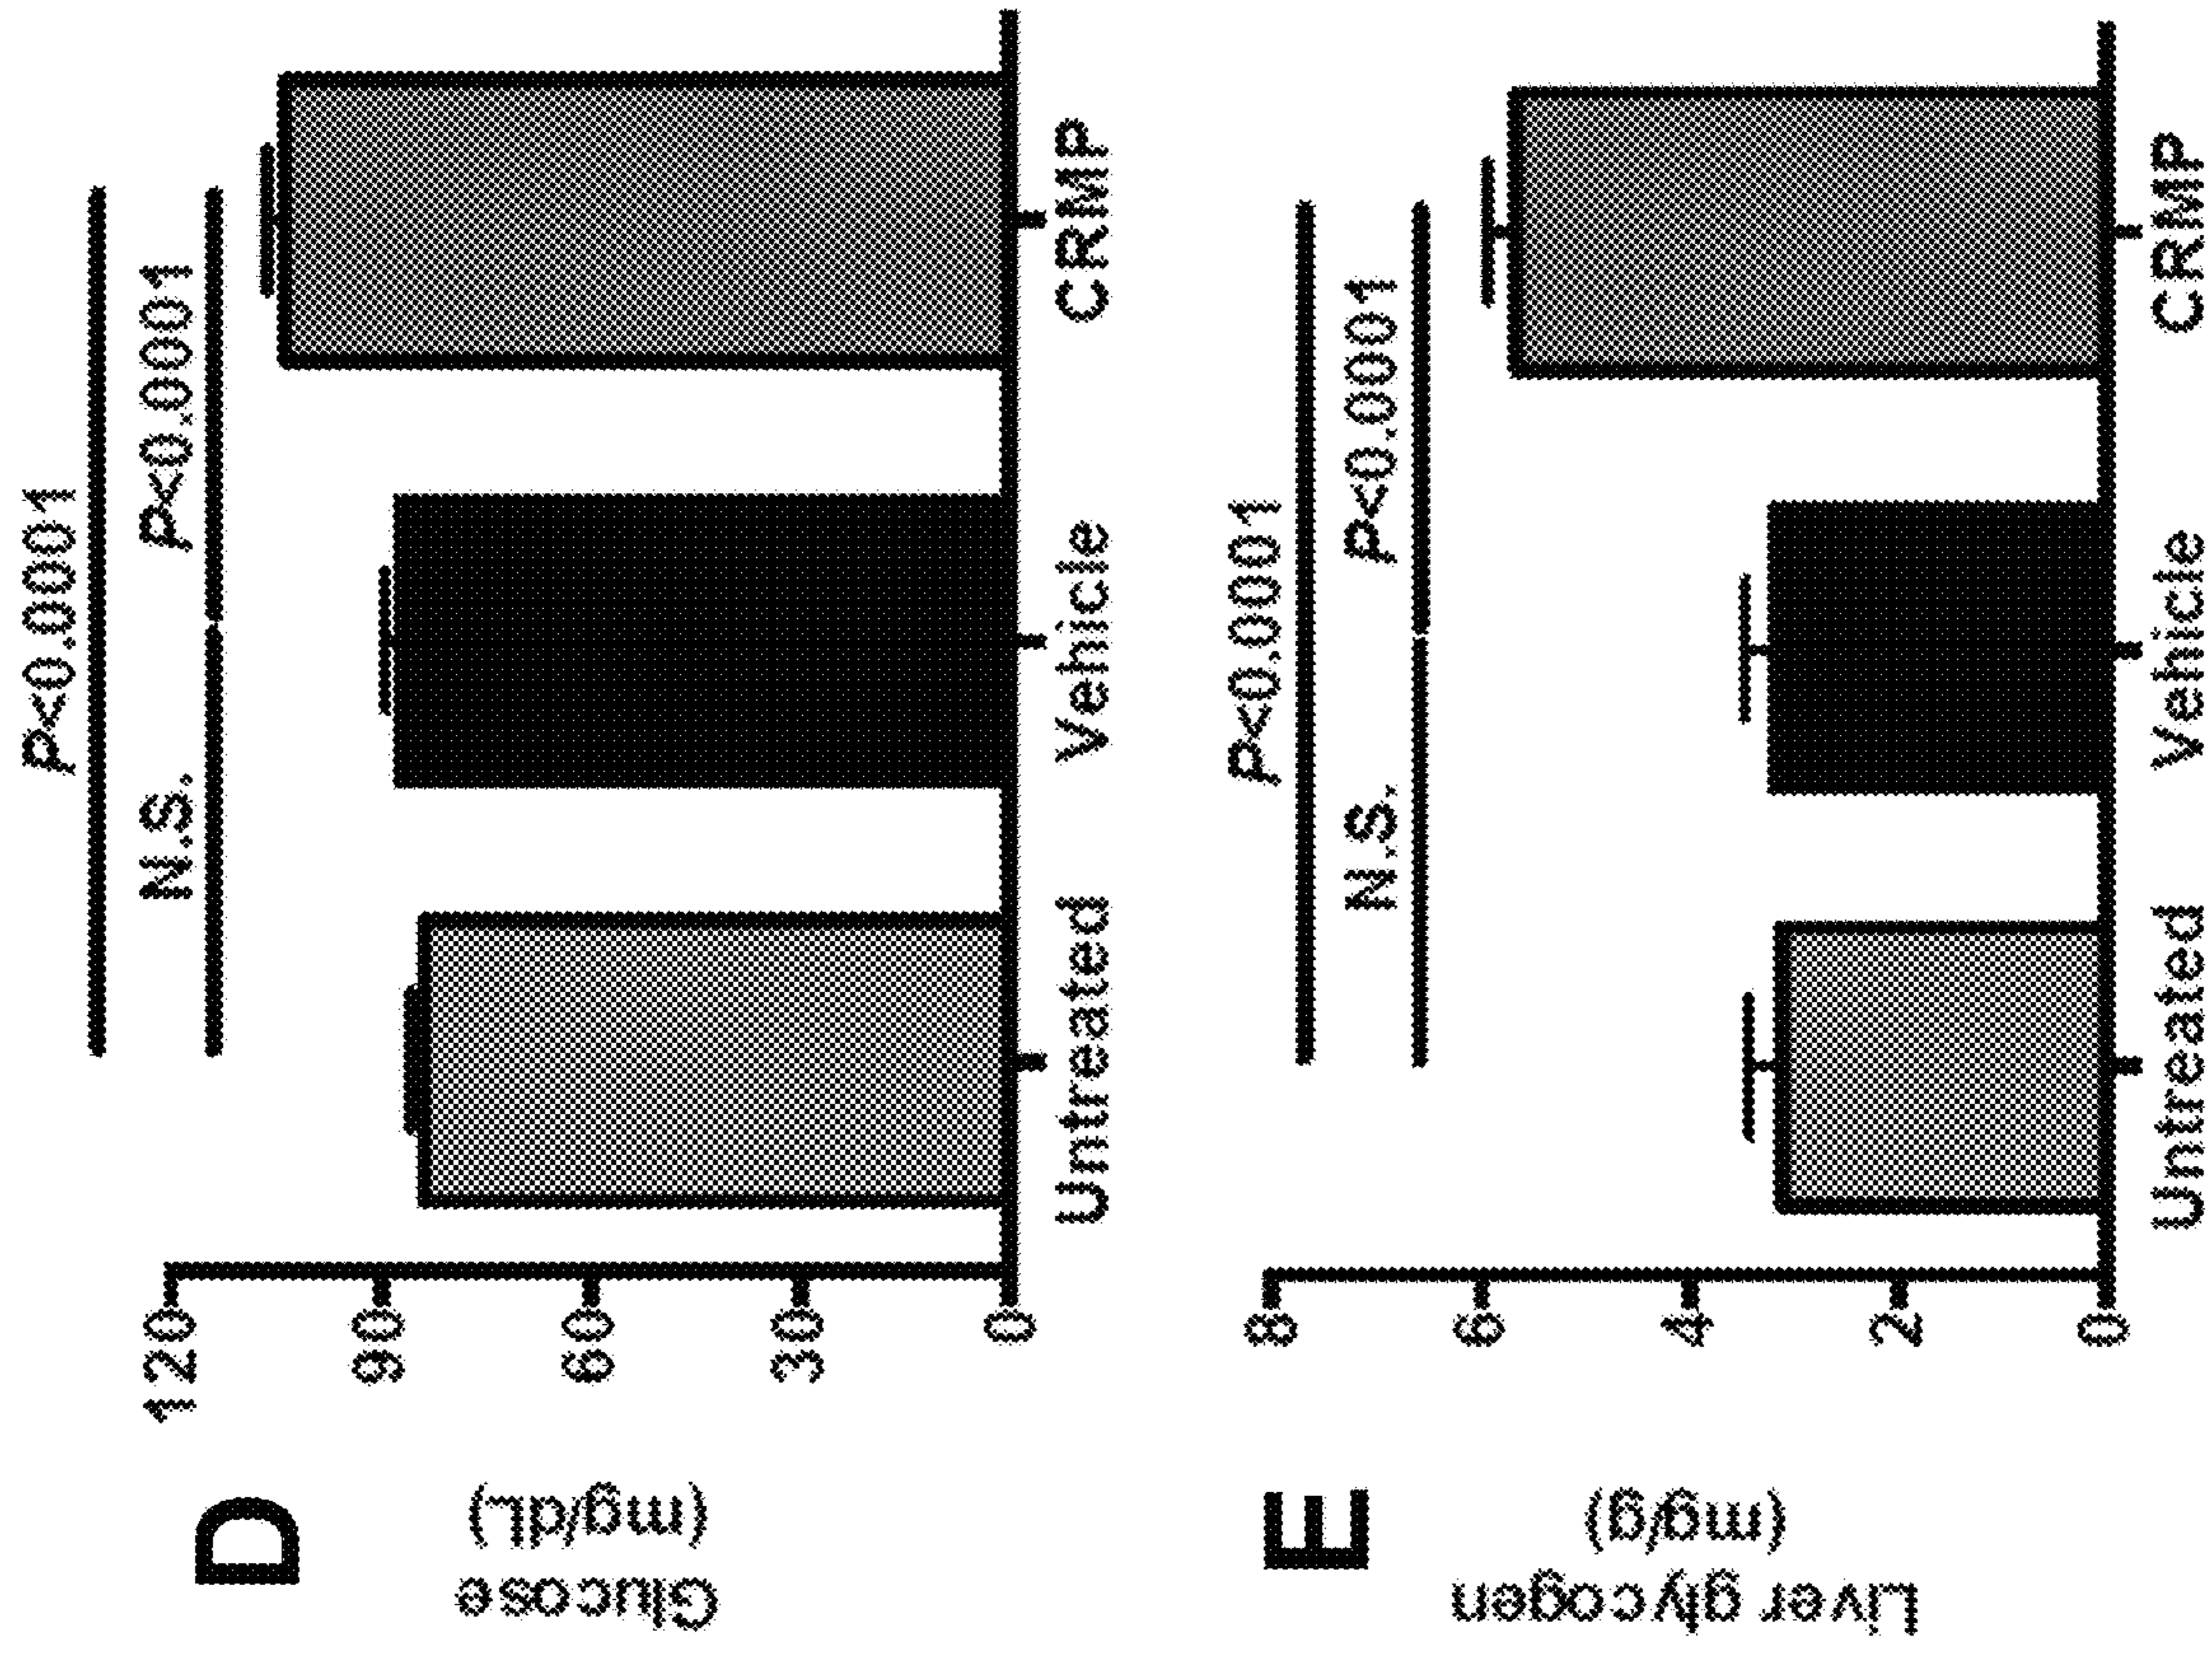 D
P<0.0001
N.S.
P<0.0001
Glucose
(mg/dL)
120
90
60
30
0
Untreated
Vehicle
CRMP
E
P<0.0001
N.S.
P<0.0001
Liver glycogen
(mg/g)
8
6
4
2
0
Untreated
Vehicle
CRMP